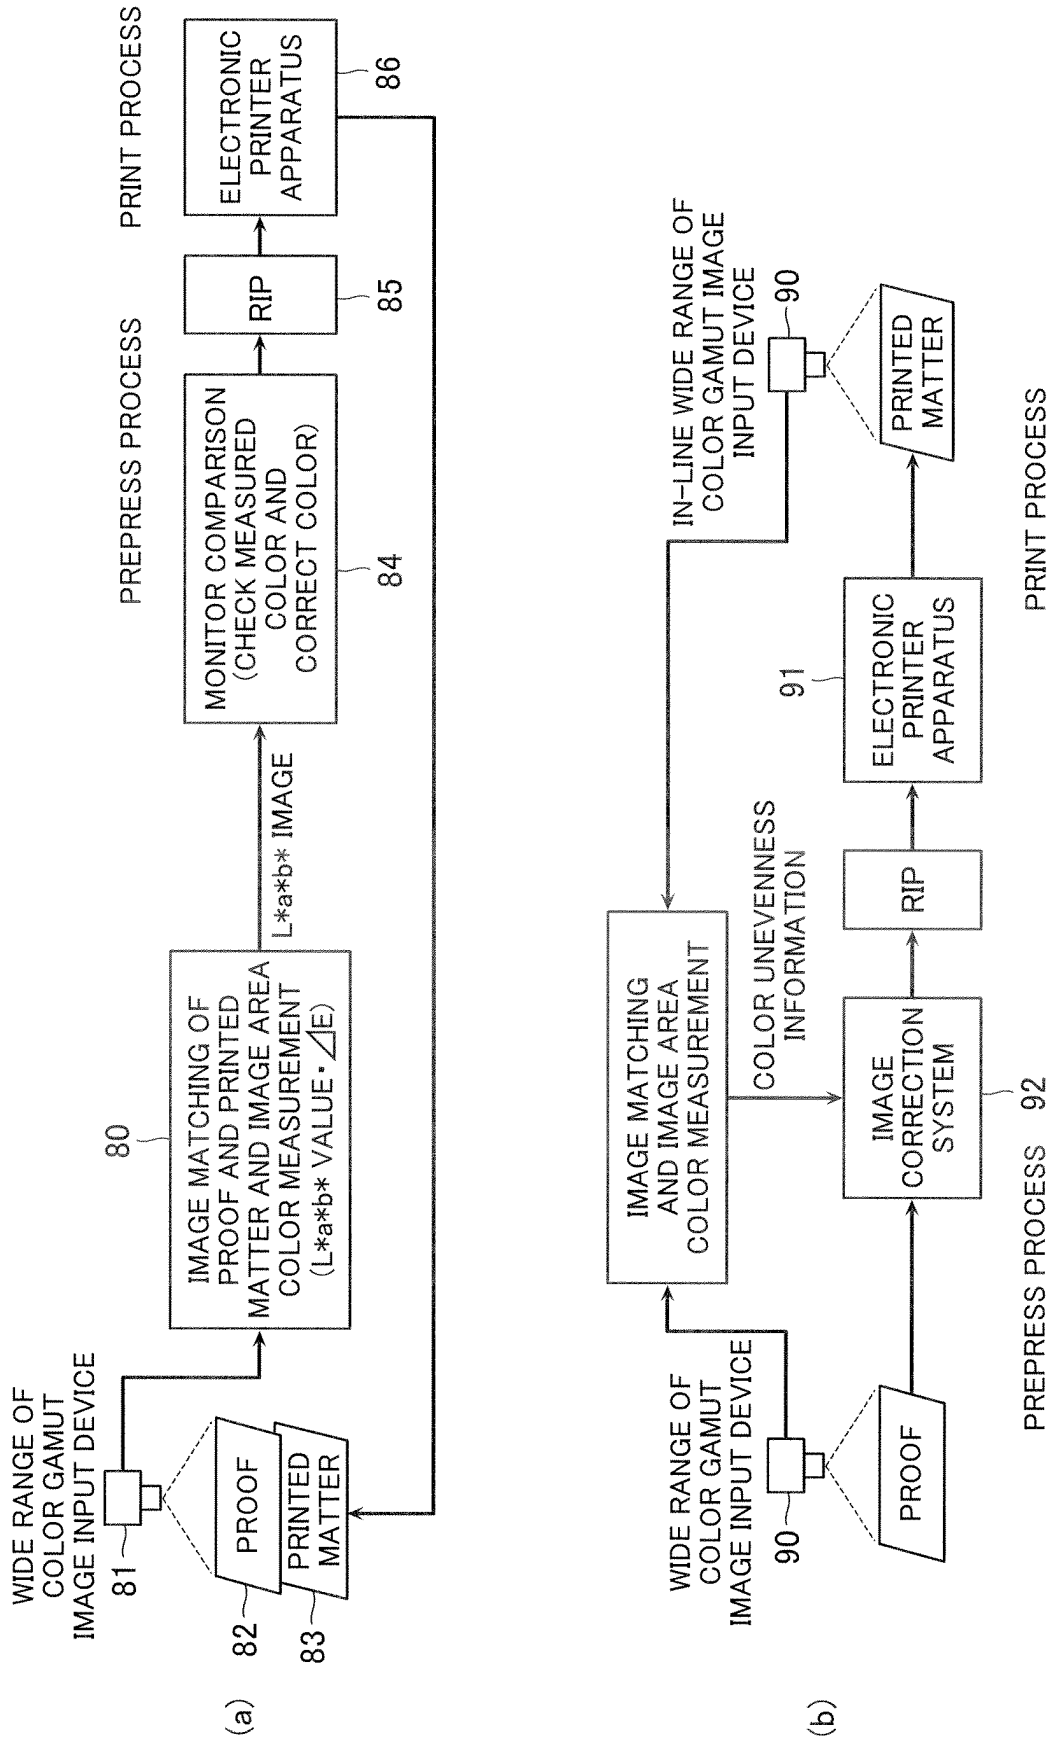 (a)
WIDE RANGE OF
COLOR GAMUT
IMAGE INPUT DEVICE
81
PROOF
82
PRINTED
MATTER
83
80
IMAGE MATCHING OF
PROOF AND PRINTED
MATTER AND IMAGE AREA
COLOR MEASUREMENT
(L*a*b* VALUE・⊿E)
L*a*b* IMAGE
PREPRESS PROCESS
MONITOR COMPARISON
(CHECK MEASURED
COLOR AND
CORRECT COLOR)
84
RIP
85
PRINT PROCESS
ELECTRONIC
PRINTER
APPARATUS
86
(b)
WIDE RANGE OF
COLOR GAMUT
IMAGE INPUT DEVICE
90
PROOF
IMAGE MATCHING
AND IMAGE AREA
COLOR MEASUREMENT
COLOR UNEVENNESS
INFORMATION
IMAGE
CORRECTION
SYSTEM
92
PREPRESS PROCESS
RIP
91
ELECTRONIC
PRINTER
APPARATUS
IN-LINE WIDE RANGE OF
COLOR GAMUT IMAGE
INPUT DEVICE
90
PRINTED
MATTER
PRINT PROCESS